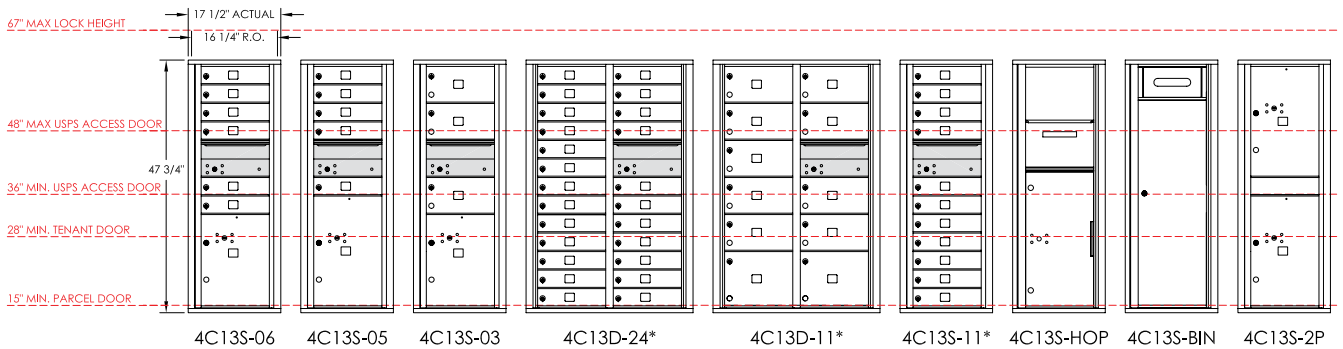 17 1/2" ACTUAL
67" MAX LOCK HEIGHT
16 1/4" R.O.
48" MAX USPS ACCESS DOOR
47 3/4"
36" MIN. USPS ACCESS DOOR
28" MIN. TENANT DOOR
15" MIN. PARCEL DOOR
4C13S-06 4C13S-05 4C13S-03 4C13D-24* 4C13D-11* 4C13S-11* 4C13S-HOP 4C13S-BIN 4C13S-2P